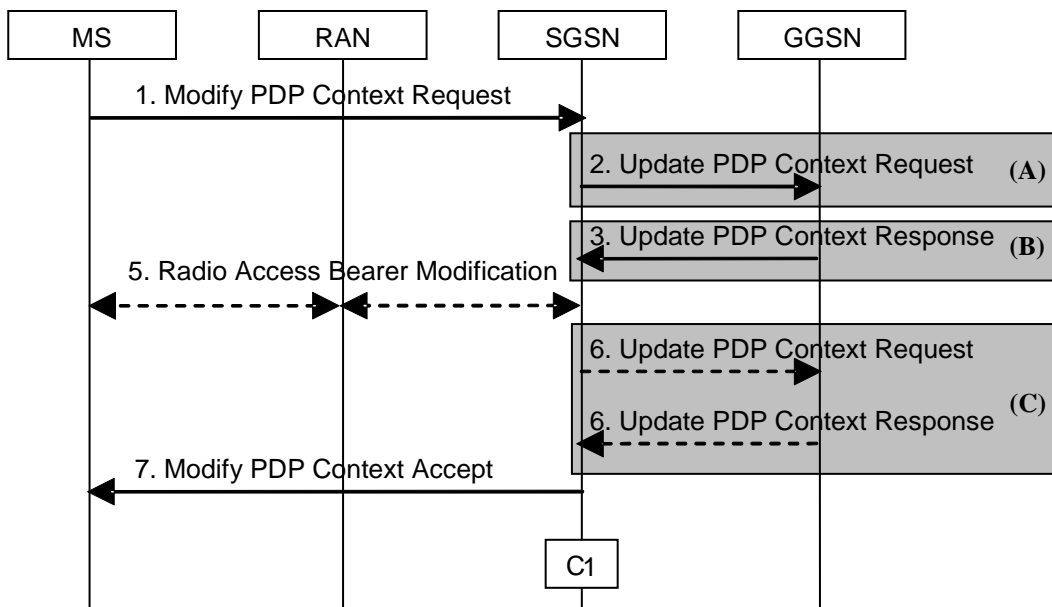 MS
RAN
SGSN
GGSN
1. Modify PDP Context Request
2. Update PDP Context Request
(A)
3. Update PDP Context Response
(B)
5. Radio Access Bearer Modification
6. Update PDP Context Request
(C)
6. Update PDP Context Response
7. Modify PDP Context Accept
C1